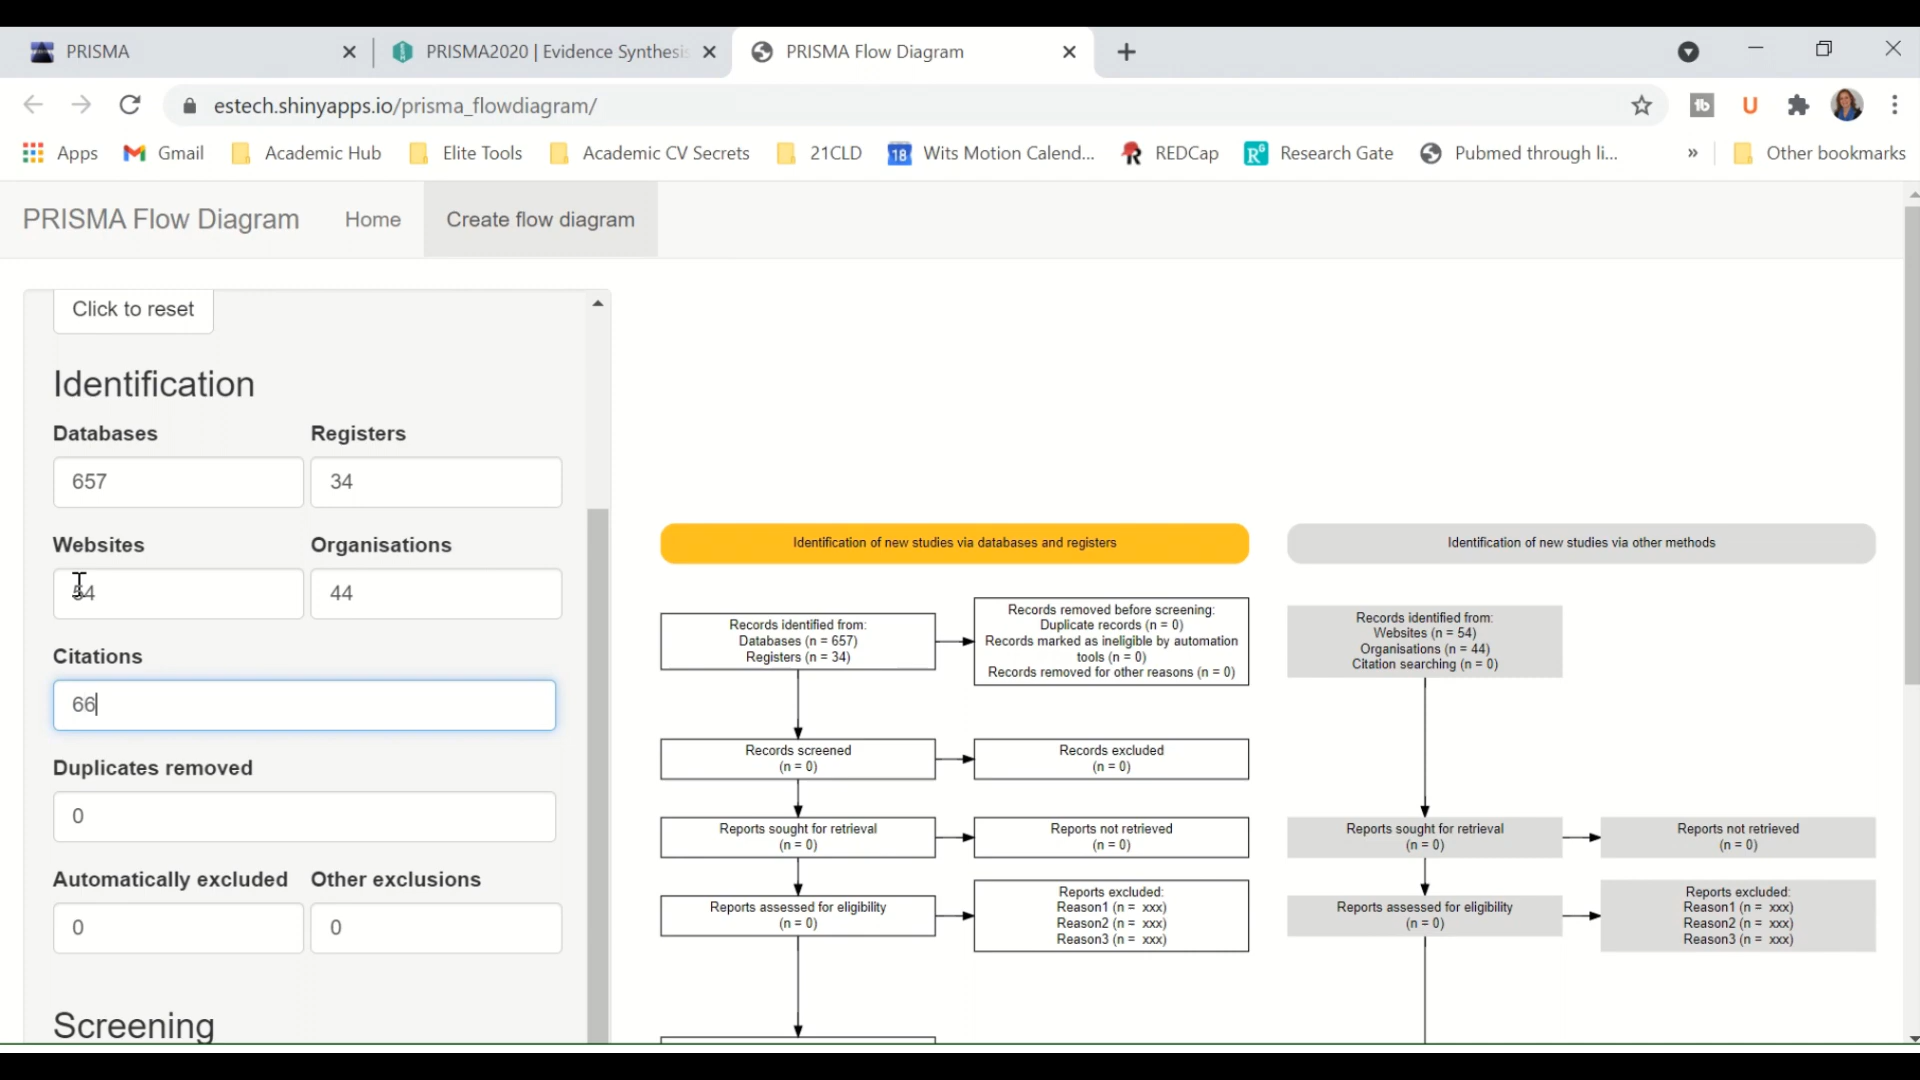 PRISMA
PRISMA2020 | Evidence Synthesis
PRISMA Flow Diagram
estech.shinyapps.io/prisma_flowdiagram/
Apps
Gmail
Academic Hub
Elite Tools
Academic CV Secrets
21CLD
18
Wits Motion Calend...
REDCap
Research Gate
Pubmed through li...
»
Other bookmarks
PRISMA Flow Diagram
Home
Create flow diagram
Click to reset
Identification
Databases
Registers
657
34
Websites
Organisations
54
44
Citations
66
Duplicates removed
0
Automatically excluded
Other exclusions
0
0
Screening
Identification of new studies via databases and registers
Records identified from:
Databases (n = 657)
Registers (n = 34)
Records removed before screening:
Duplicate records (n = 0)
Records marked as ineligible by automation
tools (n = 0)
Records removed for other reasons (n = 0)
Records screened
(n = 0)
Records excluded
(n = 0)
Reports sought for retrieval
(n = 0)
Reports not retrieved
(n = 0)
Reports assessed for eligibility
(n = 0)
Reports excluded:
Reason1 (n = xxx)
Reason2 (n = xxx)
Reason3 (n = xxx)
Identification of new studies via other methods
Records identified from:
Websites (n = 54)
Organisations (n = 44)
Citation searching (n = 0)
Reports sought for retrieval
(n = 0)
Reports not retrieved
(n = 0)
Reports assessed for eligibility
(n = 0)
Reports excluded:
Reason1 (n = xxx)
Reason2 (n = xxx)
Reason3 (n = xxx)